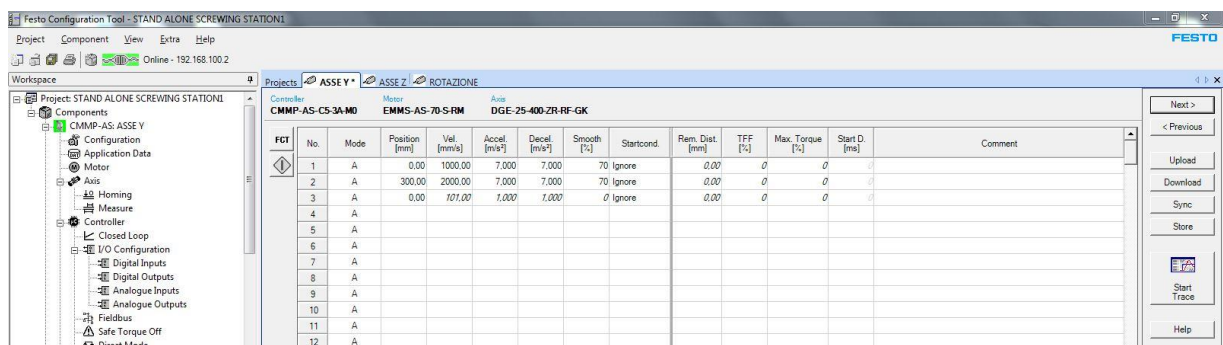 Festo Configuration Tool - STAND ALONE SCREWING STATION1
Project Component View Extra Help
FESTO
Online - 192.168.100.2
Workspace
Projects ASSE Y * ASSE Z ROTAZIONE
Project: STAND ALONE SCREWING STATION1
Components
CMMP-AS: ASSE Y
Configuration
Application Data
Motor
Axis
Homing
Measure
Controller
Closed Loop
I/O Configuration
Digital Inputs
Digital Outputs
Analogue Inputs
Analogue Outputs
Fieldbus
Safe Torque Off
Direct Mode
Controller Motor Axis
CMMP-AS-C5-3A-M0 EMMS-AS-70-S-RM DGE-25-400-ZR-RF-GK
FCT
No. Mode Position [mm] Vel. [mm/s] Accel. [m/s²] Decel. [m/s²] Smooth [%] Startcond. Rem. Dist. [mm] TFF [%] Max. Torque [%] Start D. [ms] Comment
1 A 0,00 1000,00 7,000 7,000 70 Ignore 0,00 0 0 0
2 A 300,00 2000,00 7,000 7,000 70 Ignore 0,00 0 0 0
3 A 0,00 101,00 1,000 1,000 0 Ignore 0,00 0 0 0
4 A
5 A
6 A
7 A
8 A
9 A
10 A
11 A
12 A
Next >
< Previous
Upload
Download
Sync
Store
Start
Trace
Help